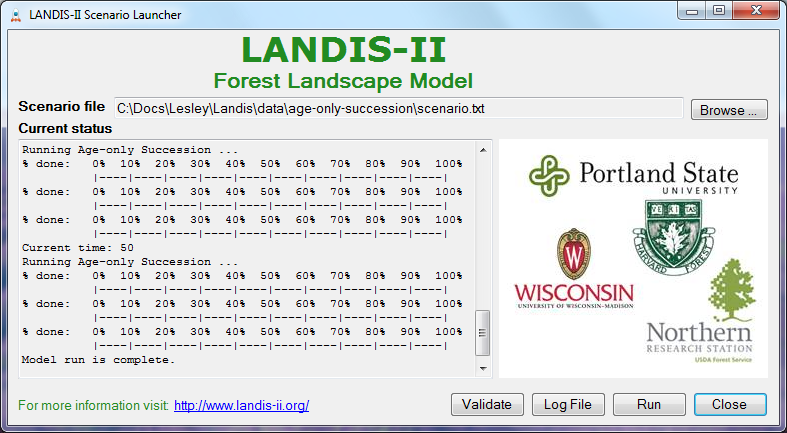 LANDIS-II Scenario Launcher
LANDIS-II
Forest Landscape Model
Scenario file C:\Docs\Lesley\Landis\data\age-only-succession\scenario.txt Browse ...
Current status
Running Age-only Succession ...
% done: 0% 10% 20% 30% 40% 50% 60% 70% 80% 90% 100%
|----|----|----|----|----|----|----|----|----|----|
% done: 0% 10% 20% 30% 40% 50% 60% 70% 80% 90% 100%
|----|----|----|----|----|----|----|----|----|----|
% done: 0% 10% 20% 30% 40% 50% 60% 70% 80% 90% 100%
|----|----|----|----|----|----|----|----|----|----|
Current time: 50
Running Age-only Succession ...
% done: 0% 10% 20% 30% 40% 50% 60% 70% 80% 90% 100%
|----|----|----|----|----|----|----|----|----|----|
% done: 0% 10% 20% 30% 40% 50% 60% 70% 80% 90% 100%
|----|----|----|----|----|----|----|----|----|----|
% done: 0% 10% 20% 30% 40% 50% 60% 70% 80% 90% 100%
|----|----|----|----|----|----|----|----|----|----|
Model run is complete.
Portland State
UNIVERSITY
VE RI TAS
HARVARD FOREST
W
WISCONSIN
UNIVERSITY OF WISCONSIN-MADISON
Northern
RESEARCH STATION
USDA Forest Service
For more information visit: http://www.landis-ii.org/
Validate Log File Run Close